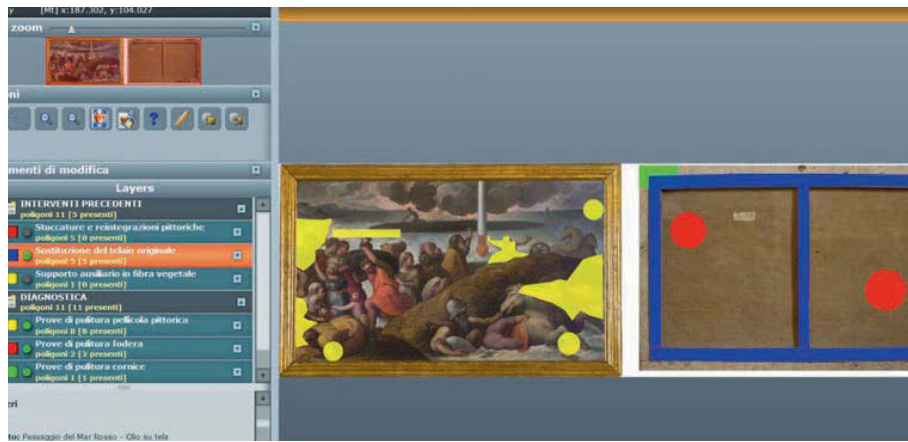 [Mt] x:187.302, y:104.027
zoom
oni
?
menti di modifica
Layers
INTERVENTI PRECEDENTI
poligoni 11 [5 presenti]
Stuccature e reintegrazioni pittoriche
poligoni 5 [0 presenti]
Sostituzione del telaio originale
poligoni 5 [5 presenti]
Supporto ausiliario in fibra vegetale
poligoni 1 [0 presenti]
DIAGNOSTICA
poligoni 11 [11 presenti]
Prove di pulitura pellicola pittorica
poligoni 8 [8 presenti]
Prove di pulitura fodera
poligoni 2 [2 presenti]
Prove di pulitura cornice
poligoni 1 [1 presenti]
eri
to: Passaggio del Mar Rosso - Olio su tela